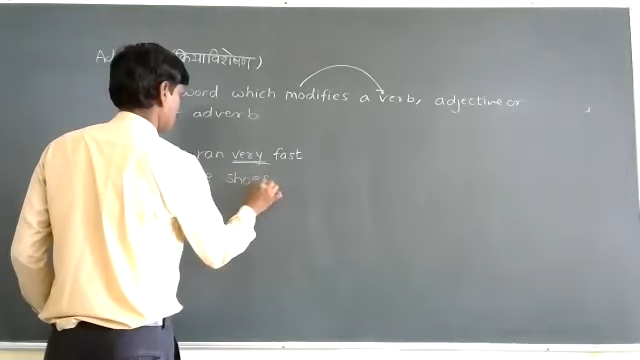 Ad (क्रियाविशेषण)
word which modifies a verb, adjective or
adverb
ran very fast
shoes